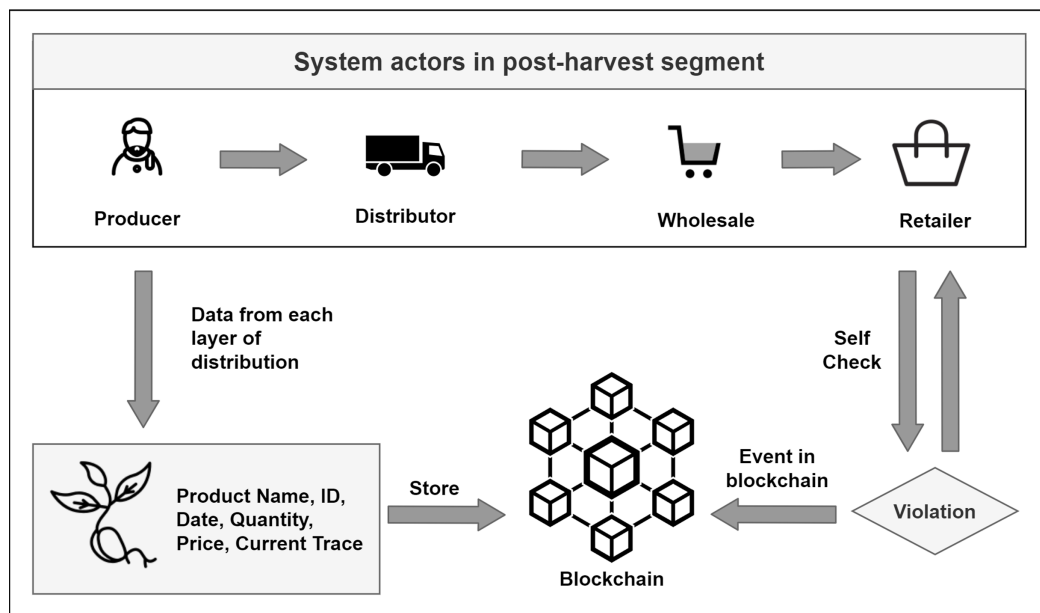 System actors in post-harvest segment
Producer
Distributor
Wholesale
Retailer
Data from each
layer of
distribution
Self
Check
Product Name, ID,
Date, Quantity,
Price, Current Trace
Store
Event in
blockchain
Violation
Blockchain